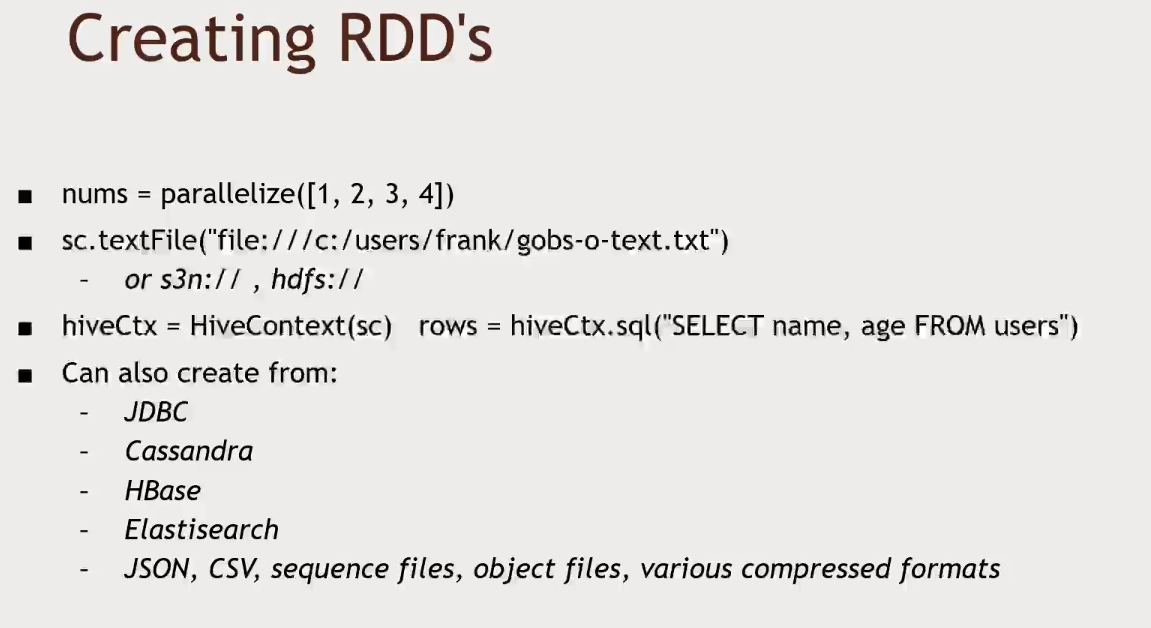 Creating RDD's
■ nums = parallelize([1, 2, 3, 4])
■ sc.textFile("file:///c:/users/frank/gobs-o-text.txt")
– or s3n:// , hdfs://
■ hiveCtx = HiveContext(sc) rows = hiveCtx.sql("SELECT name, age FROM users")
■ Can also create from:
– JDBC
– Cassandra
– HBase
– Elastisearch
– JSON, CSV, sequence files, object files, various compressed formats